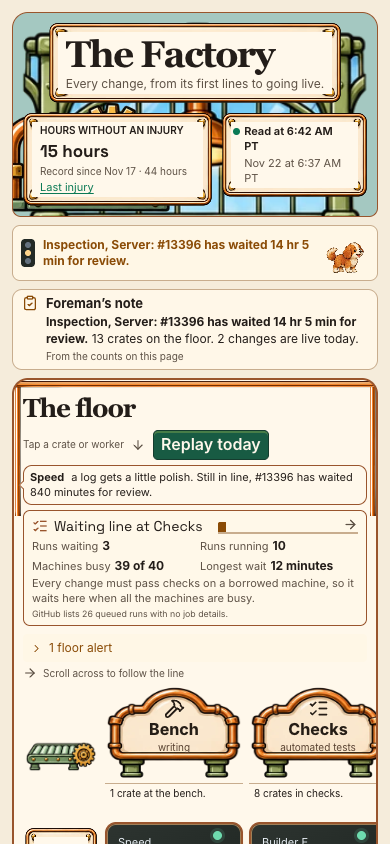 The Factory
Every change, from its first lines to going live.
HOURS WITHOUT AN INJURY
15 hours
Record since Nov 17 · 44 hours
Last injury
Read at 6:42 AM
PT
Nov 22 at 6:37 AM
PT
Inspection, Server: #13396 has waited 14 hr 5
min for review.
Foreman's note
Inspection, Server: #13396 has waited 14 hr 5 min for
review. 13 crates on the floor. 2 changes are live today.
From the counts on this page
The floor
Tap a crate or worker ↓ Replay today
Speed a log gets a little polish. Still in line, #13396 has waited
840 minutes for review.
Waiting line at Checks →
Runs waiting 3 Runs running 10
Machines busy 39 of 40 Longest wait 12 minutes
Every change must pass checks on a borrowed machine, so it
waits here when all the machines are busy.
GitHub lists 26 queued runs with no job details.
› 1 floor alert
→ Scroll across to follow the line
Bench
writing
Checks
automated tests
1 crate at the bench.
8 crates in checks.
Speed
Builder F